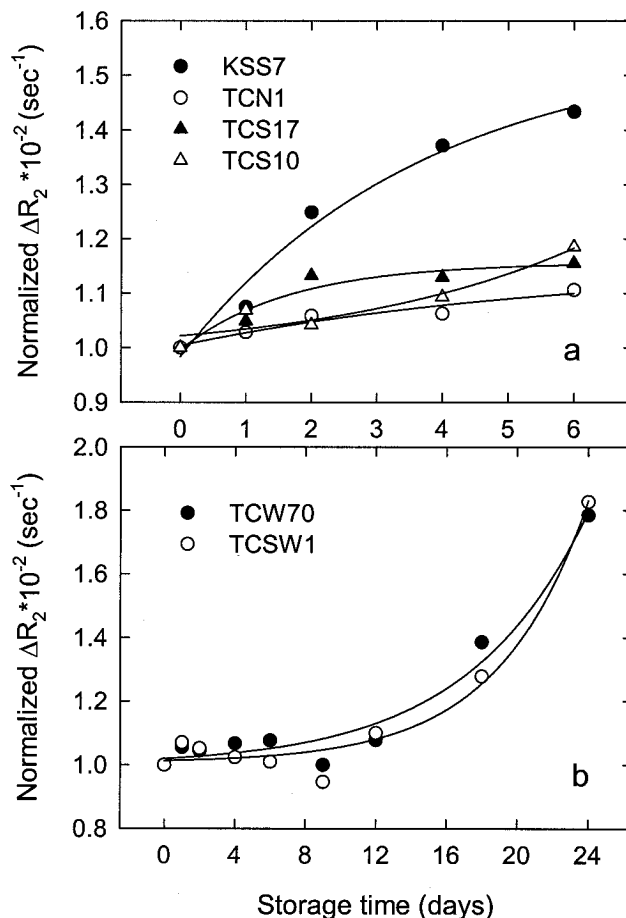 1.6
1.5
1.4
1.3
1.2
1.1
1.0
0.9
Normalized ΔR₂ *10⁻² (sec⁻¹)
KSS7
TCN1
TCS17
TCS10
a
0 1 2 3 4 5 6
2.0
1.8
1.6
1.4
1.2
1.0
0.8
Normalized ΔR₂*10⁻² (sec⁻¹)
TCW70
TCSW1
b
0 4 8 12 16 20 24
Storage time (days)